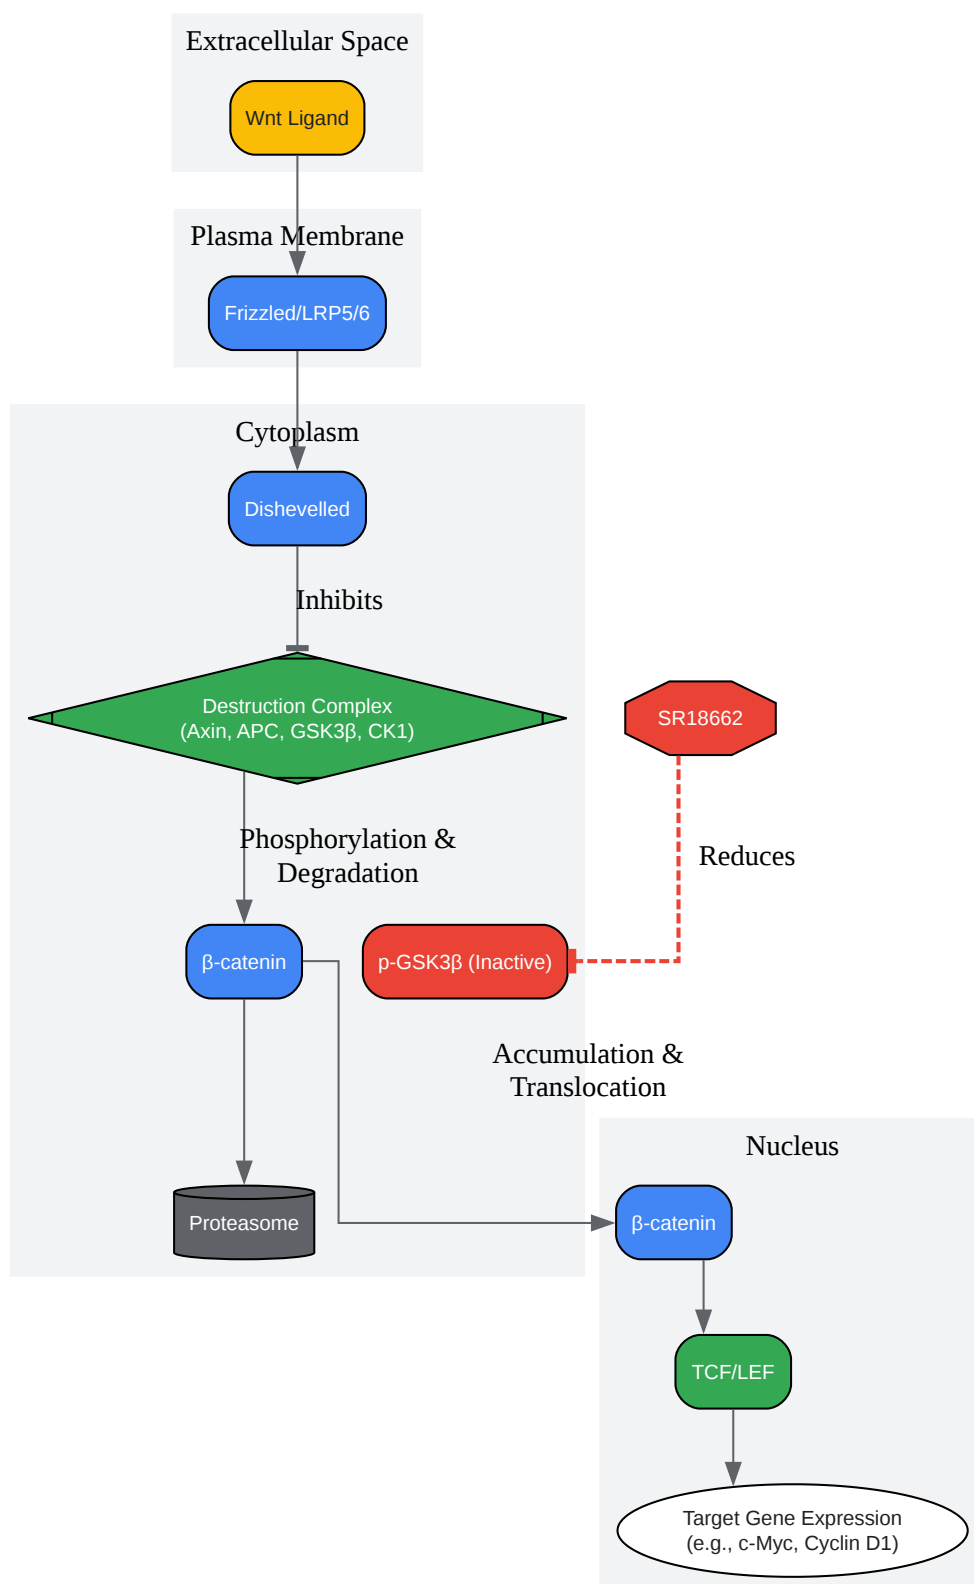 Extracellular Space
Wnt Ligand
Plasma Membrane
Frizzled/LRP5/6
Cytoplasm
Dishevelled
Inhibits
Destruction Complex
(Axin, APC, GSK3β, CK1)
SR18662
Phosphorylation &
Degradation
Reduces
β-catenin
p-GSK3β (Inactive)
Accumulation &
Translocation
Nucleus
Proteasome
β-catenin
TCF/LEF
Target Gene Expression
(e.g., c-Myc, Cyclin D1)